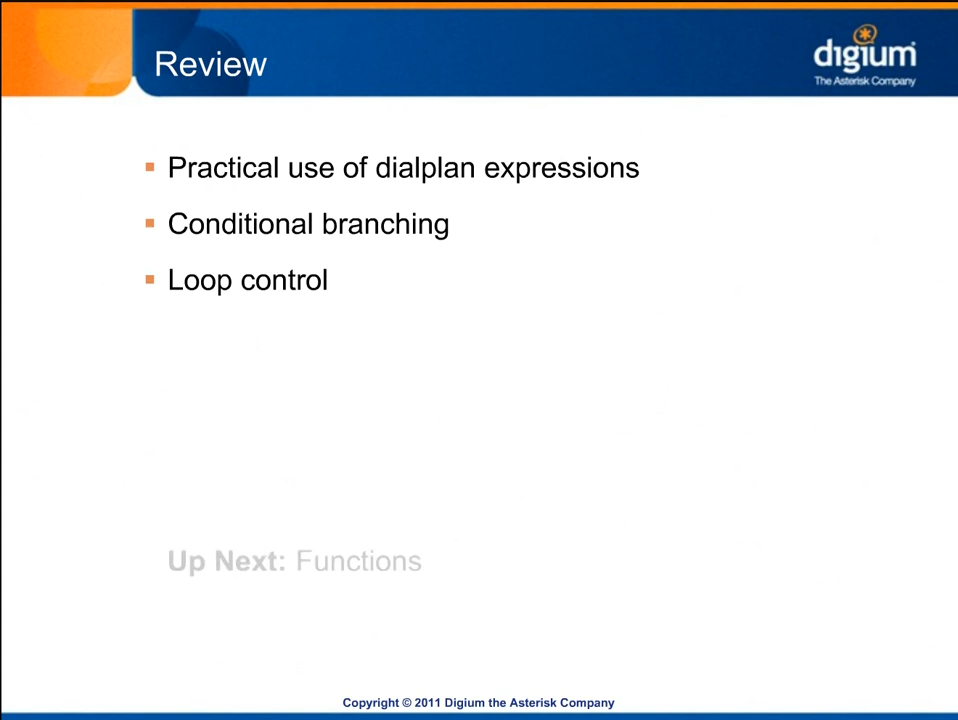 Review
digium
The Asterisk Company
Practical use of dialplan expressions
Conditional branching
Loop control
Up Next: Functions
Copyright © 2011 Digium the Asterisk Company